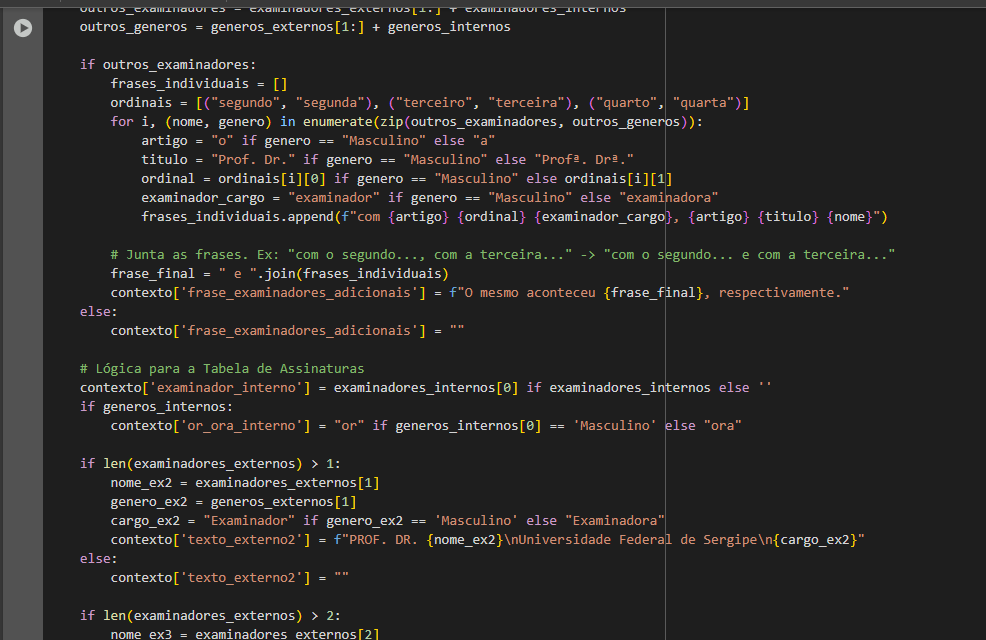 outros_examinadores = examinadores_externos[1:] + examinadores_internos
outros_generos = generos_externos[1:] + generos_internos

if outros_examinadores:
    frases_individuais = []
    ordinais = [("segundo", "segunda"), ("terceiro", "terceira"), ("quarto", "quarta")]
    for i, (nome, genero) in enumerate(zip(outros_examinadores, outros_generos)):
        artigo = "o" if genero == "Masculino" else "a"
        titulo = "Prof. Dr." if genero == "Masculino" else "Profª. Drª."
        ordinal = ordinais[i][0] if genero == "Masculino" else ordinais[i][1]
        examinador_cargo = "examinador" if genero == "Masculino" else "examinadora"
        frases_individuais.append(f"com {artigo} {ordinal} {examinador_cargo}, {artigo} {titulo} {nome}")

    # Junta as frases. Ex: "com o segundo..., com a terceira..." -> "com o segundo... e com a terceira..."
    frase_final = " e ".join(frases_individuais)
    contexto['frase_examinadores_adicionais'] = f"O mesmo aconteceu {frase_final}, respectivamente."
else:
    contexto['frase_examinadores_adicionais'] = ""

# Lógica para a Tabela de Assinaturas
contexto['examinador_interno'] = examinadores_internos[0] if examinadores_internos else ''
if generos_internos:
    contexto['or_ora_interno'] = "or" if generos_internos[0] == 'Masculino' else "ora"

if len(examinadores_externos) > 1:
    nome_ex2 = examinadores_externos[1]
    genero_ex2 = generos_externos[1]
    cargo_ex2 = "Examinador" if genero_ex2 == 'Masculino' else "Examinadora"
    contexto['texto_externo2'] = f"PROF. DR. {nome_ex2}\nUniversidade Federal de Sergipe\n{cargo_ex2}"
else:
    contexto['texto_externo2'] = ""

if len(examinadores_externos) > 2:
    nome_ex3 = examinadores_externos[2]